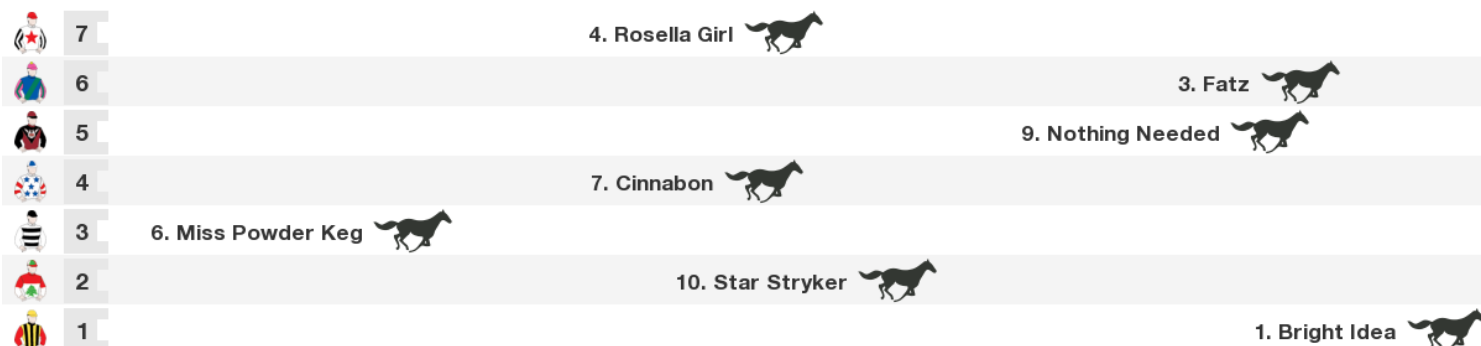 7 4. Rosella Girl
6 3. Fatz
5 9. Nothing Needed
4 7. Cinnabon
3 6. Miss Powder Keg
2 10. Star Stryker
1 1. Bright Idea